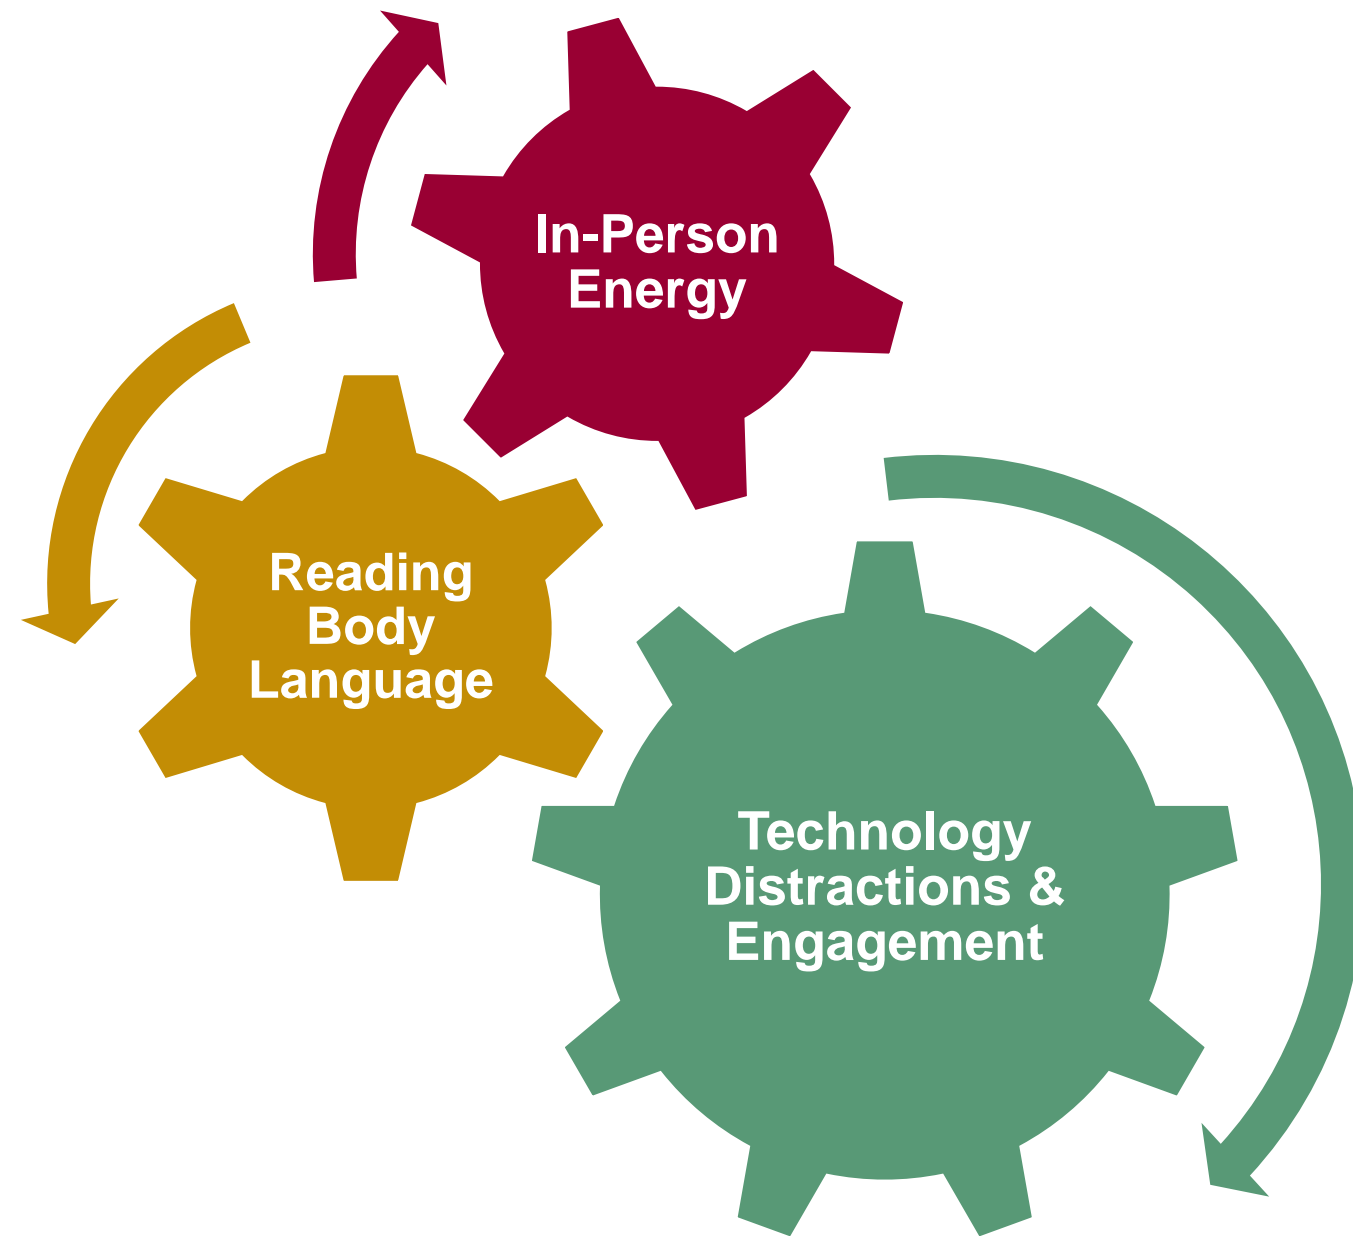 In-Person
Energy
Reading
Body
Language
Technology
Distractions &
Engagement